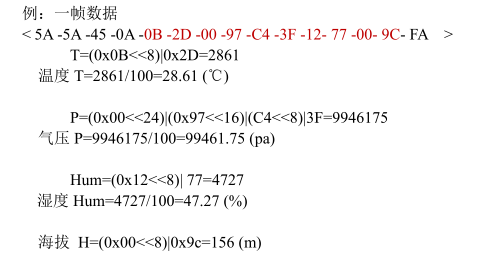 例：一帧数据
< 5A -5A -45 -0A -0B -2D -00 -97 -C4 -3F -12- 77 -00- 9C- FA >
T=(0x0B<<8)|0x2D=2861
温度 T=2861/100=28.61 (℃)
P=(0x00<<24)|(0x97<<16)|(C4<<8)|3F=9946175
气压 P=9946175/100=99461.75 (pa)
Hum=(0x12<<8)| 77=4727
湿度 Hum=4727/100=47.27 (%)
海拔 H=(0x00<<8)|0x9c=156 (m)